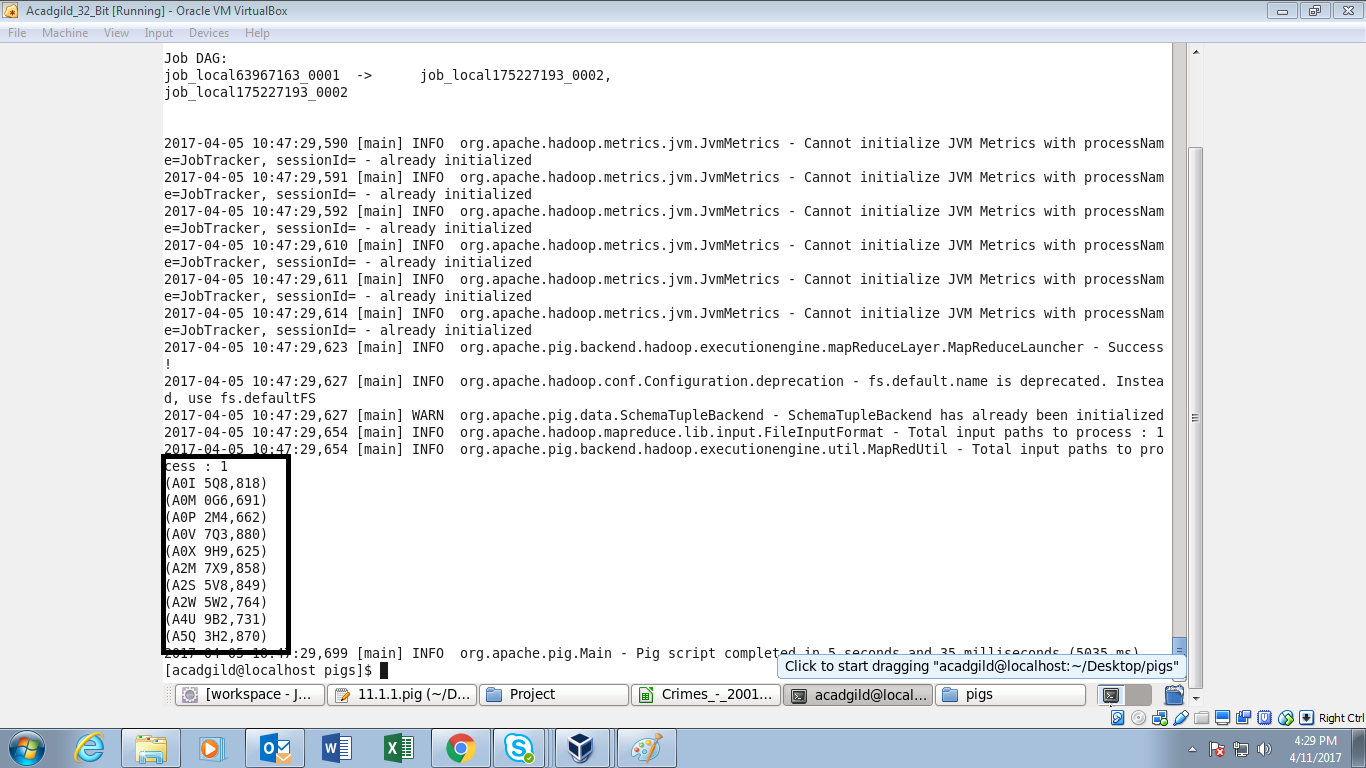 Acadgild_32_Bit [Running] - Oracle VM VirtualBox
File Machine View Input Devices Help
Job DAG:
job_local63967163_0001 -> job_local175227193_0002,
job_local175227193_0002
2017-04-05 10:47:29,590 [main] INFO org.apache.hadoop.metrics.jvm.JvmMetrics - Cannot initialize JVM Metrics with processNam
e=JobTracker, sessionId= - already initialized
2017-04-05 10:47:29,591 [main] INFO org.apache.hadoop.metrics.jvm.JvmMetrics - Cannot initialize JVM Metrics with processNam
e=JobTracker, sessionId= - already initialized
2017-04-05 10:47:29,592 [main] INFO org.apache.hadoop.metrics.jvm.JvmMetrics - Cannot initialize JVM Metrics with processNam
e=JobTracker, sessionId= - already initialized
2017-04-05 10:47:29,610 [main] INFO org.apache.hadoop.metrics.jvm.JvmMetrics - Cannot initialize JVM Metrics with processNam
e=JobTracker, sessionId= - already initialized
2017-04-05 10:47:29,611 [main] INFO org.apache.hadoop.metrics.jvm.JvmMetrics - Cannot initialize JVM Metrics with processNam
e=JobTracker, sessionId= - already initialized
2017-04-05 10:47:29,614 [main] INFO org.apache.hadoop.metrics.jvm.JvmMetrics - Cannot initialize JVM Metrics with processNam
e=JobTracker, sessionId= - already initialized
2017-04-05 10:47:29,623 [main] INFO org.apache.pig.backend.hadoop.executionengine.mapReduceLayer.MapReduceLauncher - Success
!
2017-04-05 10:47:29,627 [main] INFO org.apache.hadoop.conf.Configuration.deprecation - fs.default.name is deprecated. Instea
d, use fs.defaultFS
2017-04-05 10:47:29,627 [main] WARN org.apache.pig.data.SchemaTupleBackend - SchemaTupleBackend has already been initialized
2017-04-05 10:47:29,654 [main] INFO org.apache.hadoop.mapreduce.lib.input.FileInputFormat - Total input paths to process : 1
2017-04-05 10:47:29,654 [main] INFO org.apache.pig.backend.hadoop.executionengine.util.MapRedUtil - Total input paths to pro
cess : 1
(A0I 5Q8,818)
(A0M 0G6,691)
(A0P 2M4,662)
(A0V 7Q3,880)
(A0X 9H9,625)
(A2M 7X9,858)
(A2S 5V8,849)
(A2W 5W2,764)
(A4U 9B2,731)
(A5Q 3H2,870)
2017-04-05 10:47:29,699 [main] INFO org.apache.pig.Main - Pig script completed in 5 seconds and 35 milliseconds (5035 ms)
[acadgild@localhost pigs]$
Click to start dragging "acadgild@localhost:~/Desktop/pigs"
[workspace - J... 11.1.1.pig (~/D... Project Crimes_-_2001... acadgild@local... pigs
Right Ctrl
4:29 PM
4/11/2017